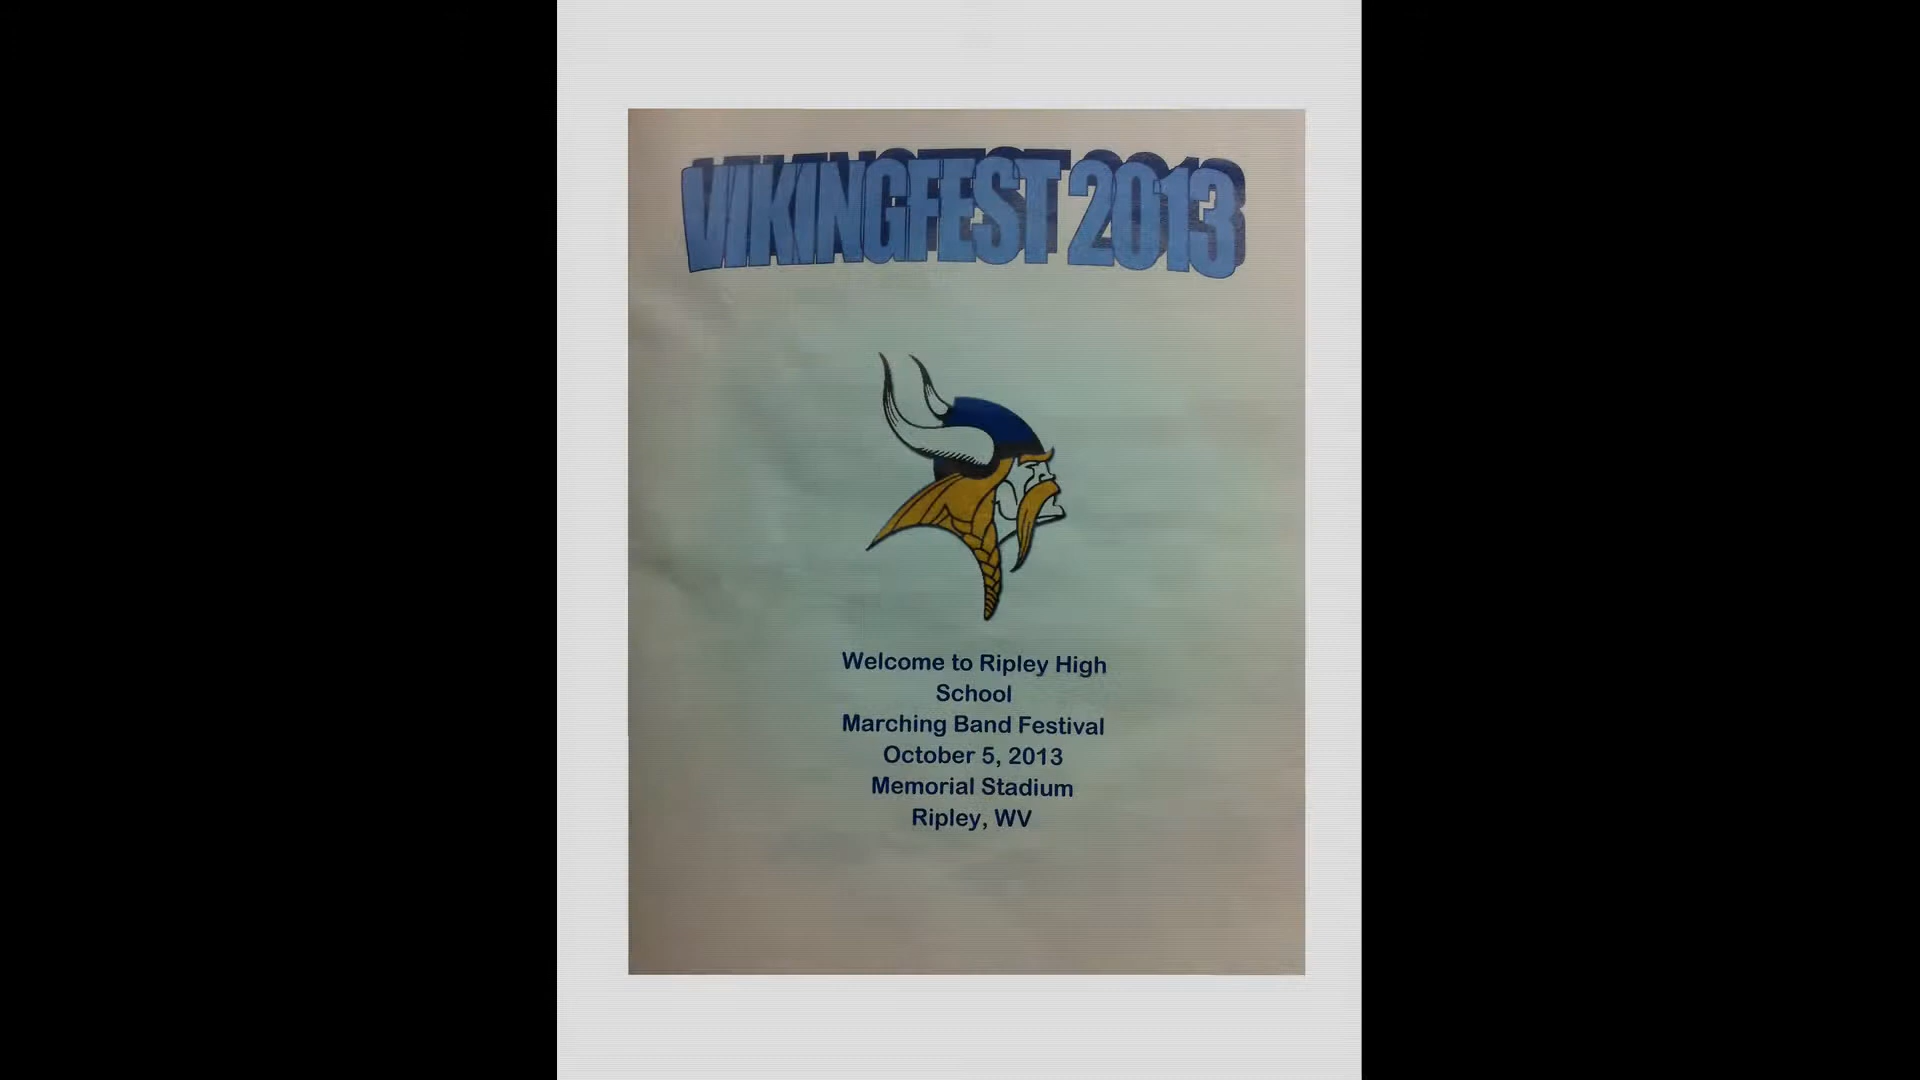 VIKINGFEST 2013
Welcome to Ripley High
School
Marching Band Festival
October 5, 2013
Memorial Stadium
Ripley, WV